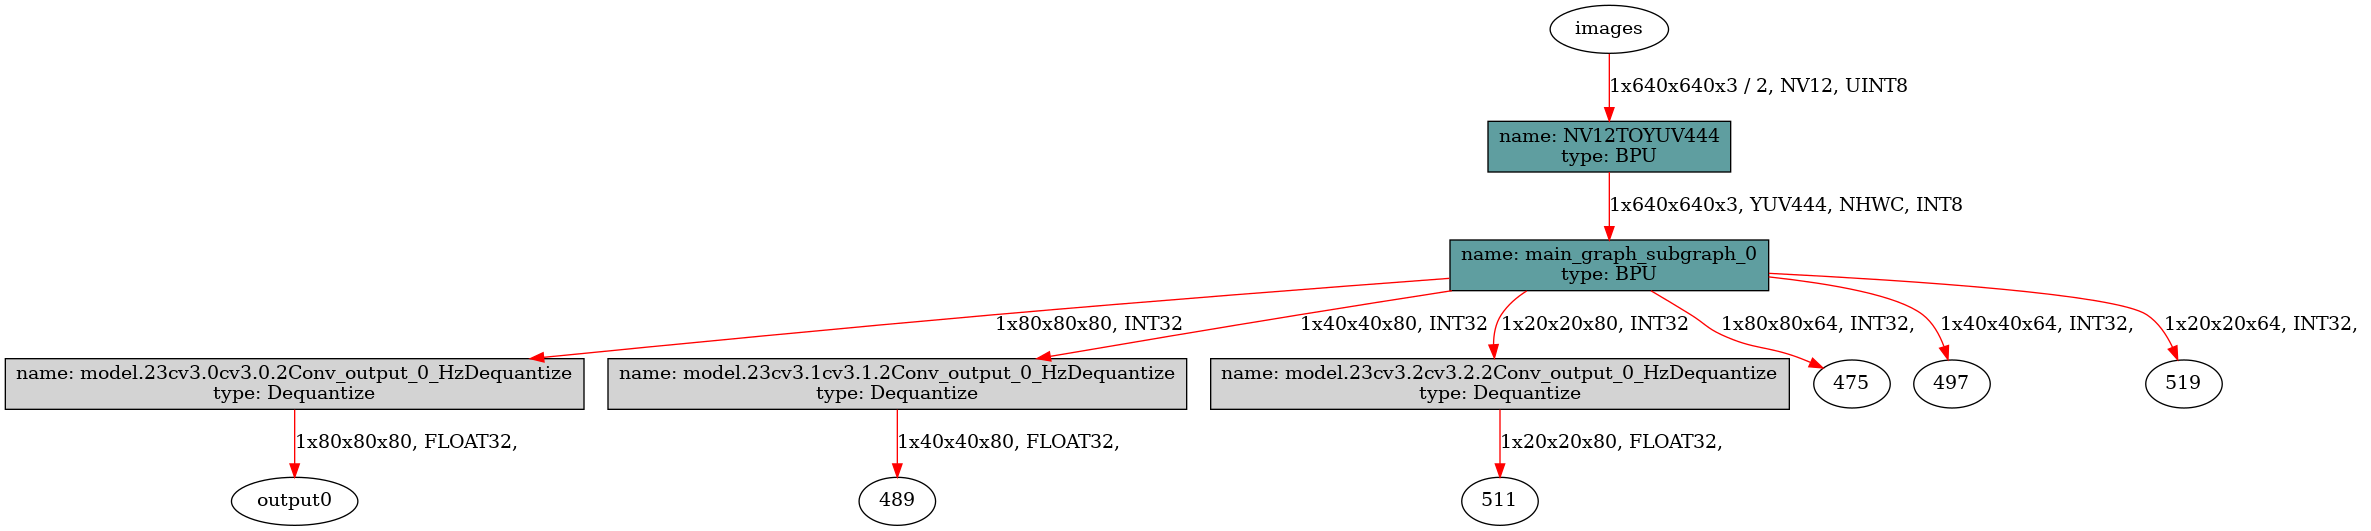 images
1x640x640x3 / 2, NV12, UINT8
name: NV12TOYUV444
type: BPU
1x640x640x3, YUV444, NHWC, INT8
name: main_graph_subgraph_0
type: BPU
1x80x80x80, INT32
1x40x40x80, INT32
1x20x20x80, INT32
1x80x80x64, INT32,
1x40x40x64, INT32,
1x20x20x64, INT32,
name: model.23cv3.0cv3.0.2Conv_output_0_HzDequantize
type: Dequantize
name: model.23cv3.1cv3.1.2Conv_output_0_HzDequantize
type: Dequantize
name: model.23cv3.2cv3.2.2Conv_output_0_HzDequantize
type: Dequantize
475
497
519
1x80x80x80, FLOAT32,
1x40x40x80, FLOAT32,
1x20x20x80, FLOAT32,
output0
489
511